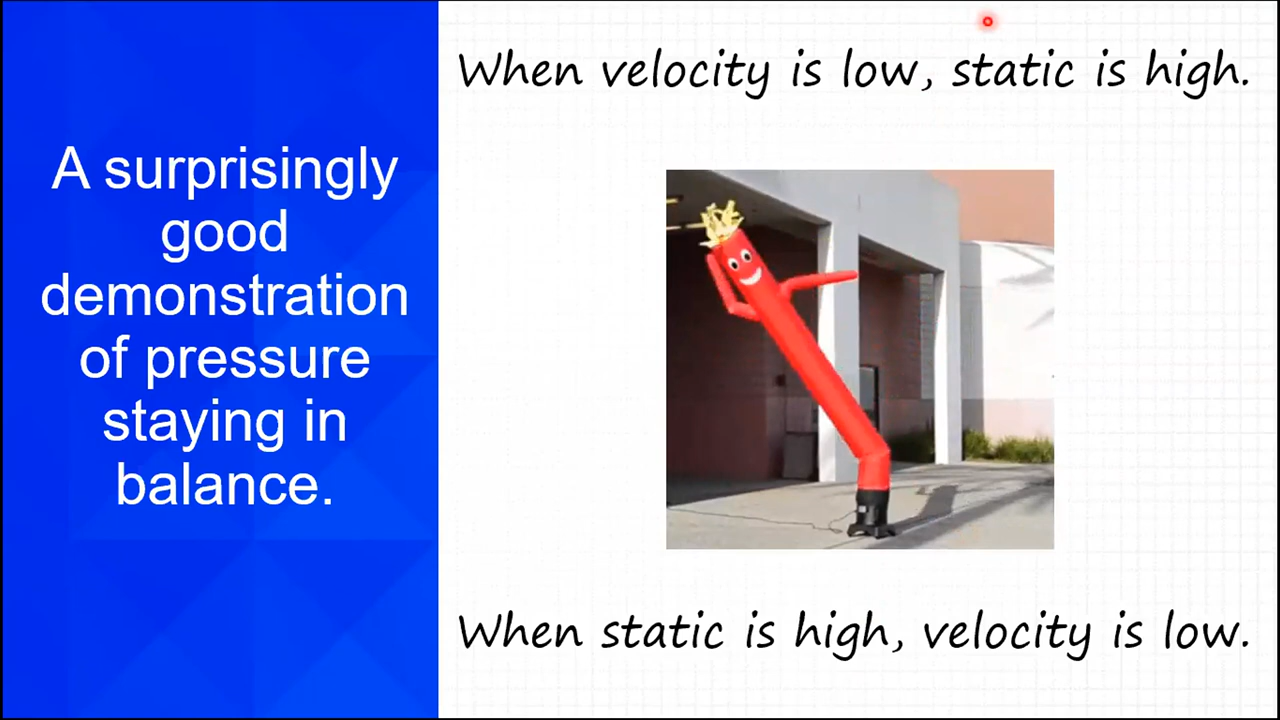 A surprisingly
good
demonstration
of pressure
staying in
balance.
When velocity is low, static is high.
When static is high, velocity is low.